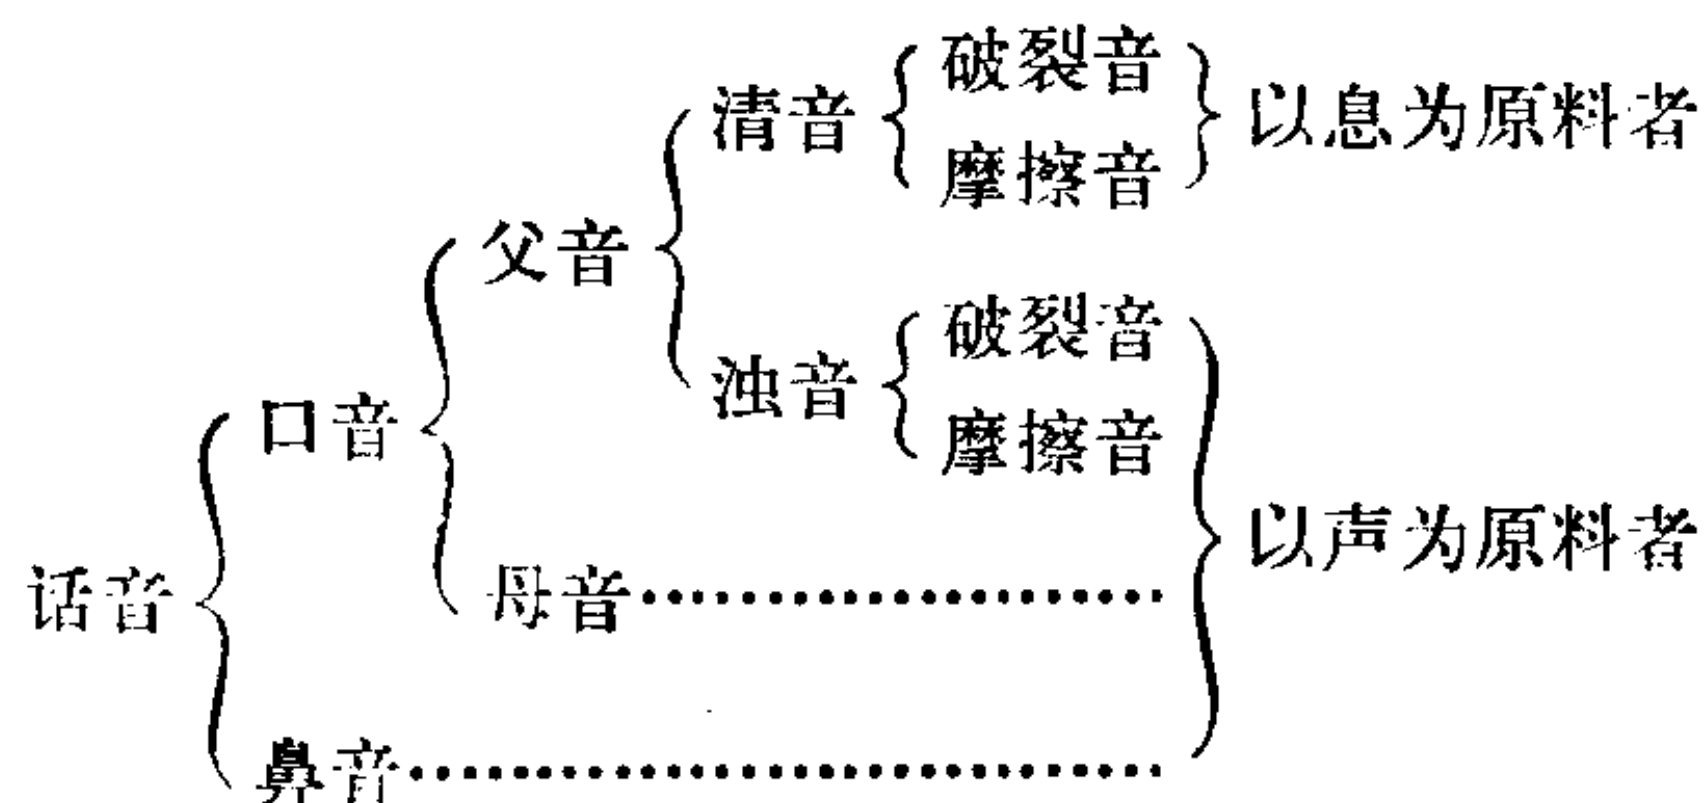 破裂音
清音 以息为原料者
摩擦音
父音
破裂音
浊音
口音
摩擦音
以声为原料者
话音 母音
鼻音